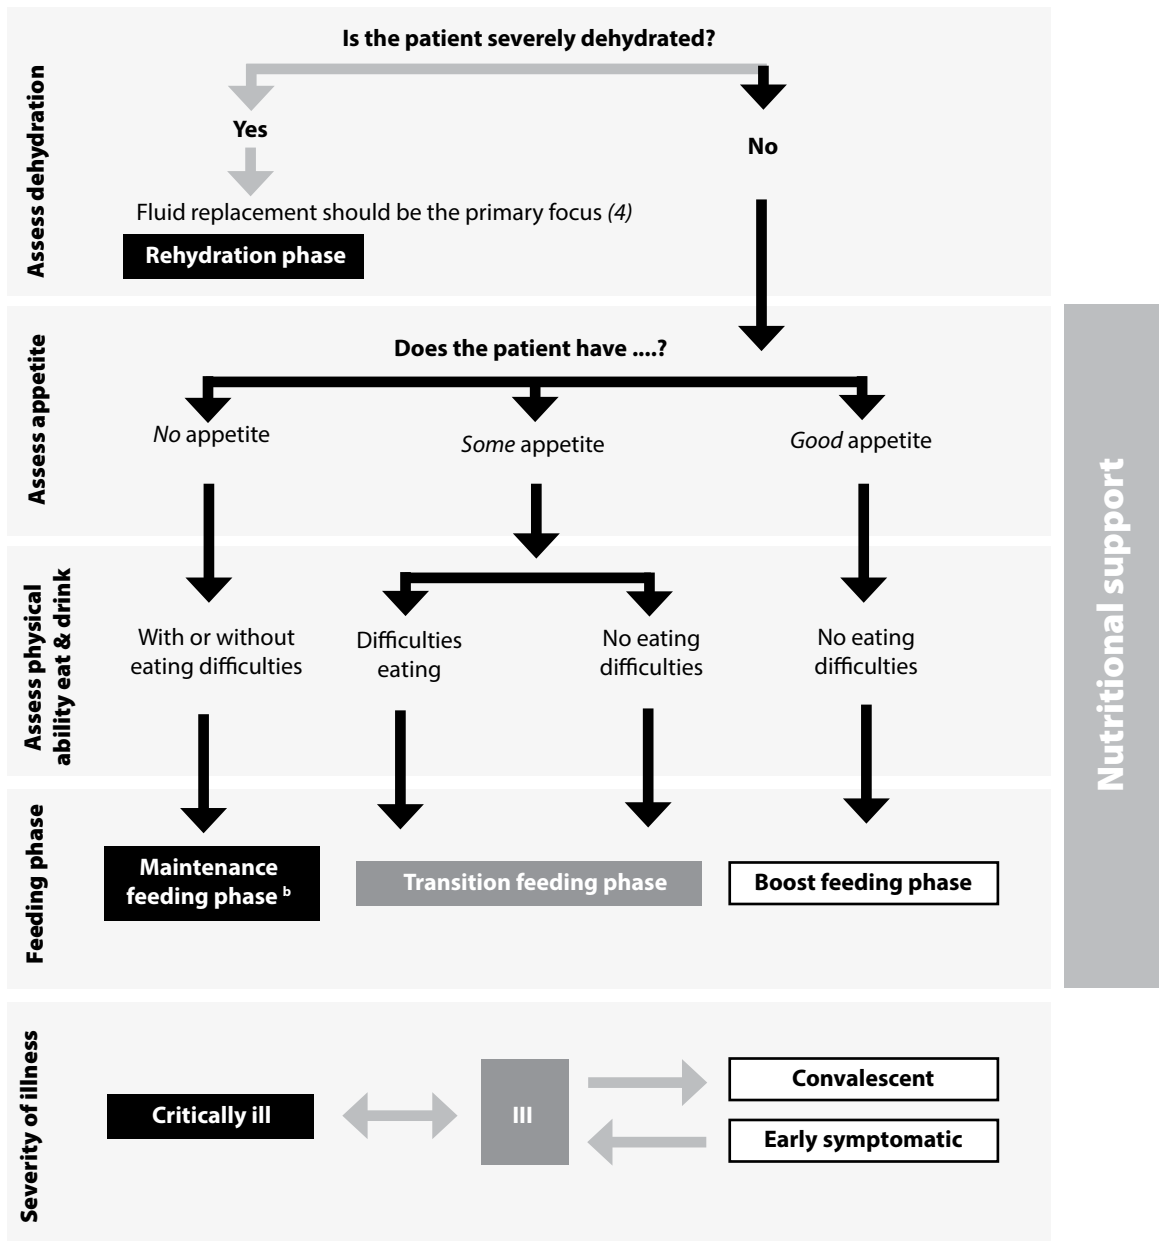 Is the patient severely dehydrated?
Assess dehydration
Yes
No
Fluid replacement should be the primary focus (4)
Rehydration phase
Does the patient have ....?
Assess appetite
No appetite
Some appetite
Good appetite
Assess physical
ability eat & drink
With or without
eating difficulties
Difficulties
eating
No eating
difficulties
No eating
difficulties
Feeding phase
Maintenance
feeding phase b
Transition feeding phase
Boost feeding phase
Nutritional support
Severity of illness
Critically ill
Ill
Convalescent
Early symptomatic